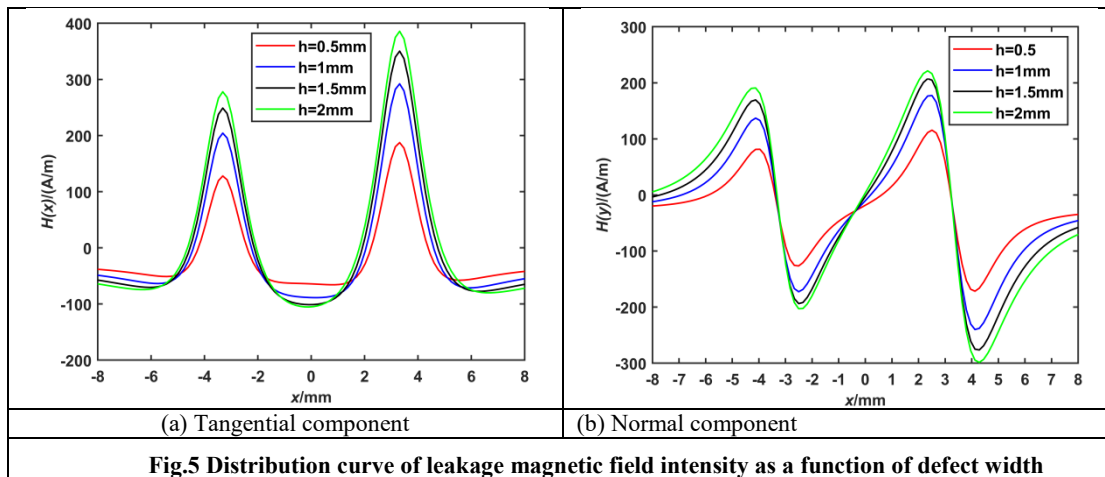 400
300
200
100
0
-100
-200
H(x)/(A/m)
h=0.5mm
h=1mm
h=1.5mm
h=2mm
-8 -6 -4 -2 0 2 4 6 8
x/mm
300
200
100
0
-100
-200
-300
H(y)/(A/m)
h=0.5
h=1mm
h=1.5mm
h=2mm
-8 -7 -6 -5 -4 -3 -2 -1 0 1 2 3 4 5 6 7 8
x/mm
(a) Tangential component
(b) Normal component
Fig.5 Distribution curve of leakage magnetic field intensity as a function of defect width